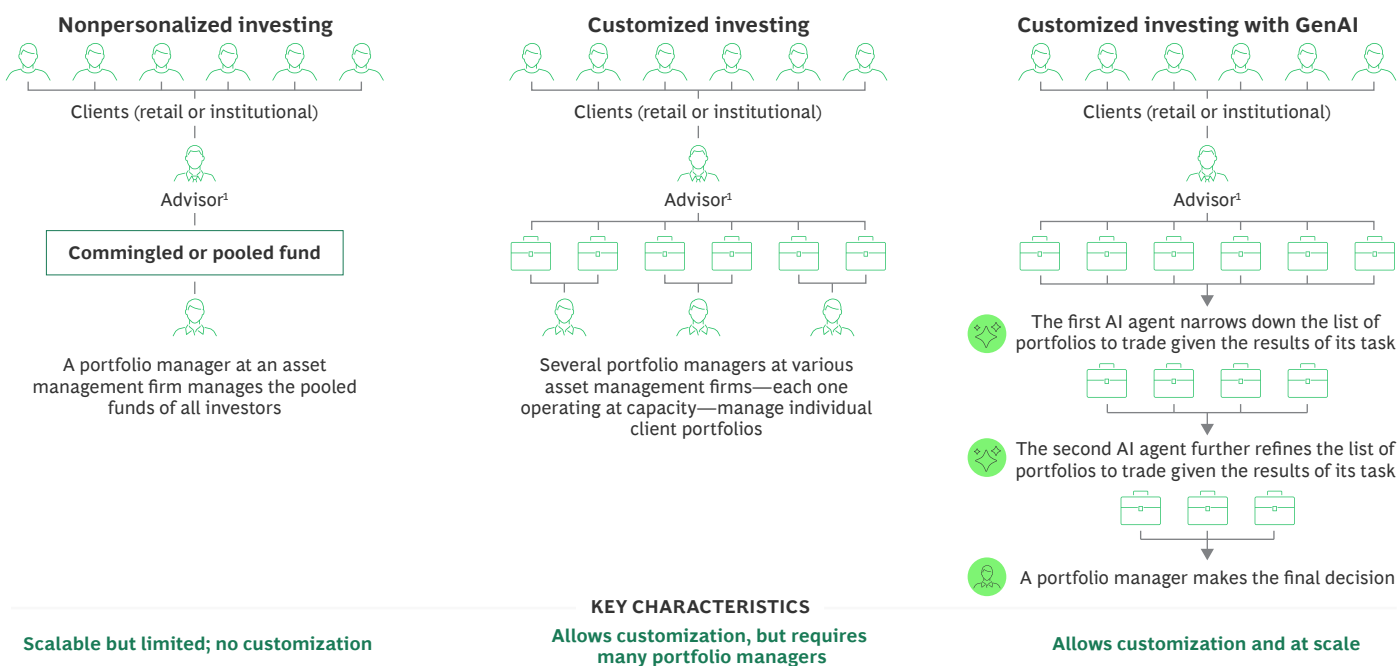 Nonpersonalized investing
Clients (retail or institutional)
Advisor¹
Commingled or pooled fund
A portfolio manager at an asset
management firm manages the pooled
funds of all investors
Customized investing
Clients (retail or institutional)
Advisor¹
Several portfolio managers at various
asset management firms—each one
operating at capacity—manage individual
client portfolios
Customized investing with GenAI
Clients (retail or institutional)
Advisor¹
The first AI agent narrows down the list of
portfolios to trade given the results of its task
The second AI agent further refines the list of
portfolios to trade given the results of its task
A portfolio manager makes the final decision
KEY CHARACTERISTICS
Scalable but limited; no customization
Allows customization, but requires
many portfolio managers
Allows customization and at scale